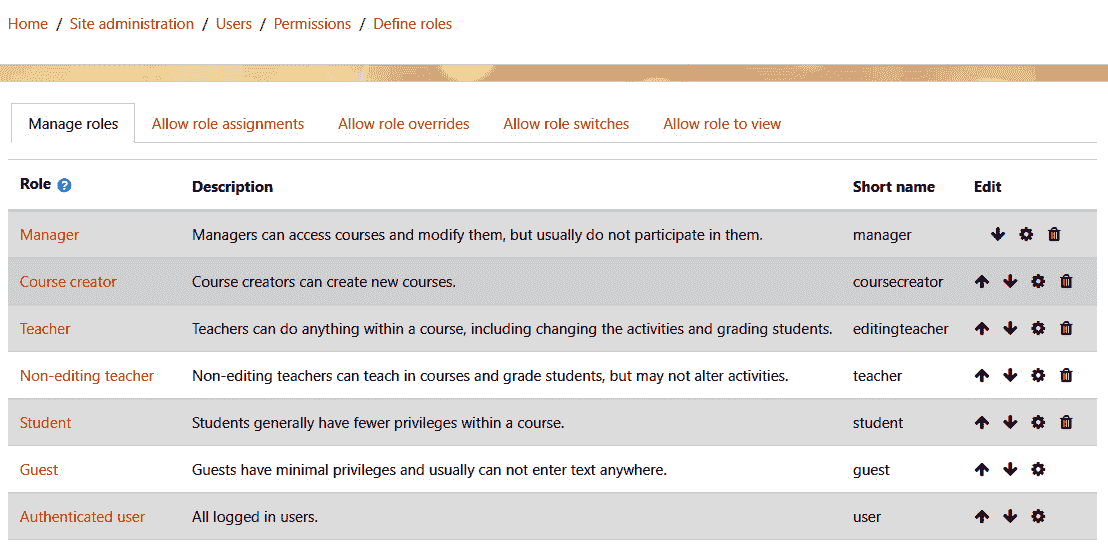 Home / Site administration / Users / Permissions / Define roles
Manage roles Allow role assignments Allow role overrides Allow role switches Allow role to view
Role ? Description Short name Edit
Manager Managers can access courses and modify them, but usually do not participate in them. manager
Course creator Course creators can create new courses. coursecreator
Teacher Teachers can do anything within a course, including changing the activities and grading students. editingteacher
Non-editing teacher Non-editing teachers can teach in courses and grade students, but may not alter activities. teacher
Student Students generally have fewer privileges within a course. student
Guest Guests have minimal privileges and usually can not enter text anywhere. guest
Authenticated user All logged in users. user